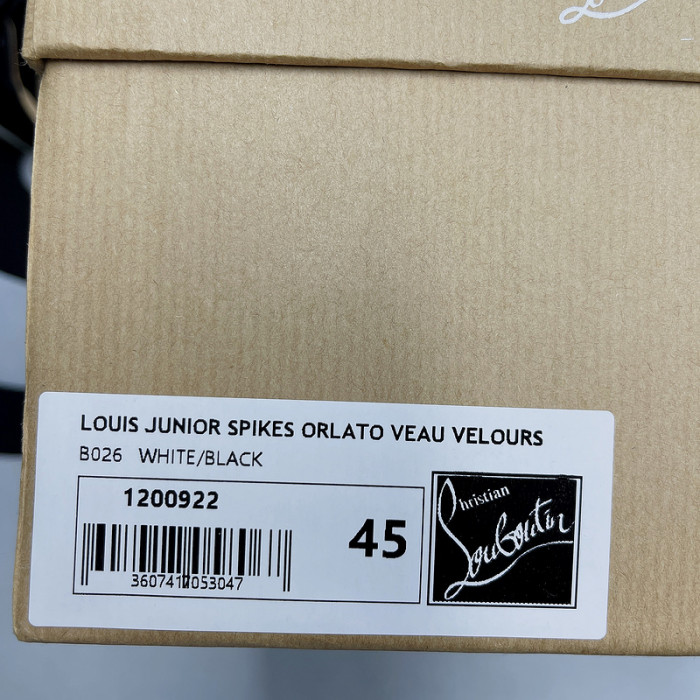 LOUIS JUNIOR SPIKES ORLATO VEAU VELOURS
B026 WHITE/BLACK
1200922
45
3607417053047
Christian
Louboutin